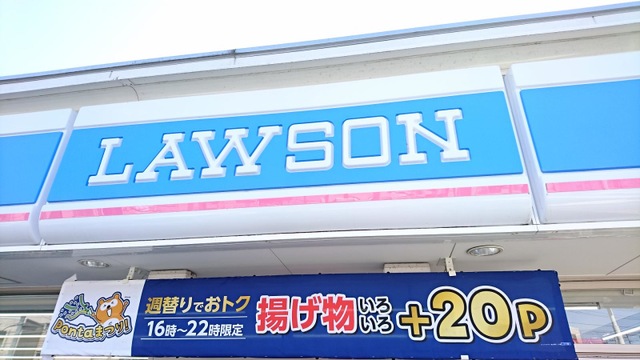 LAWSON
Pontaまつり!
週替りでおトク
16時～22時限定
揚げ物
いろ
いろ
+20P